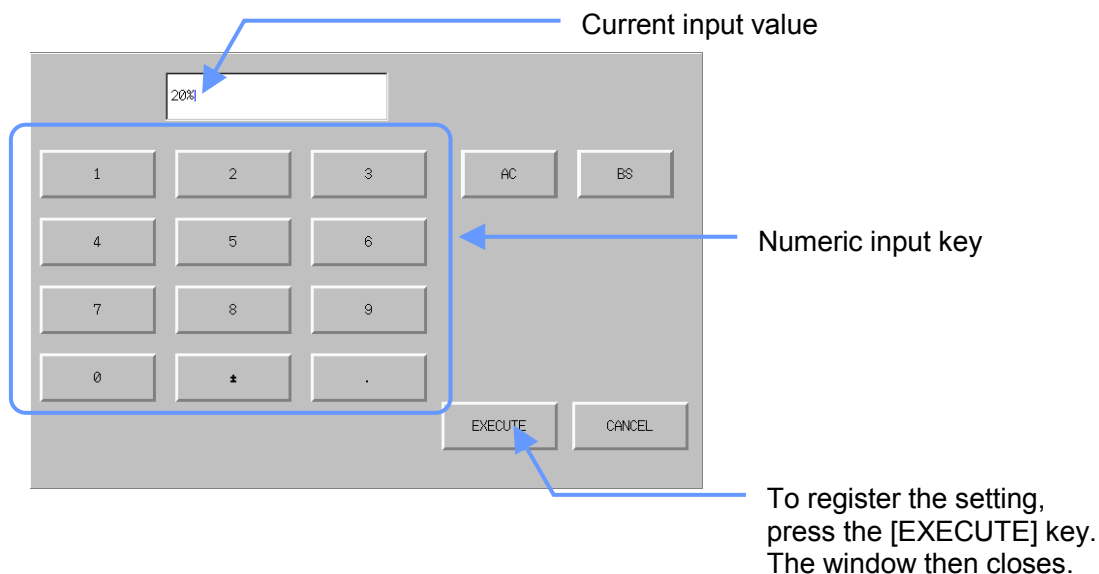 Current input value
20%
1 2 3 AC BS
4 5 6
Numeric input key
7 8 9
0 ± .
EXECUTE CANCEL
To register the setting,
press the [EXECUTE] key.
The window then closes.